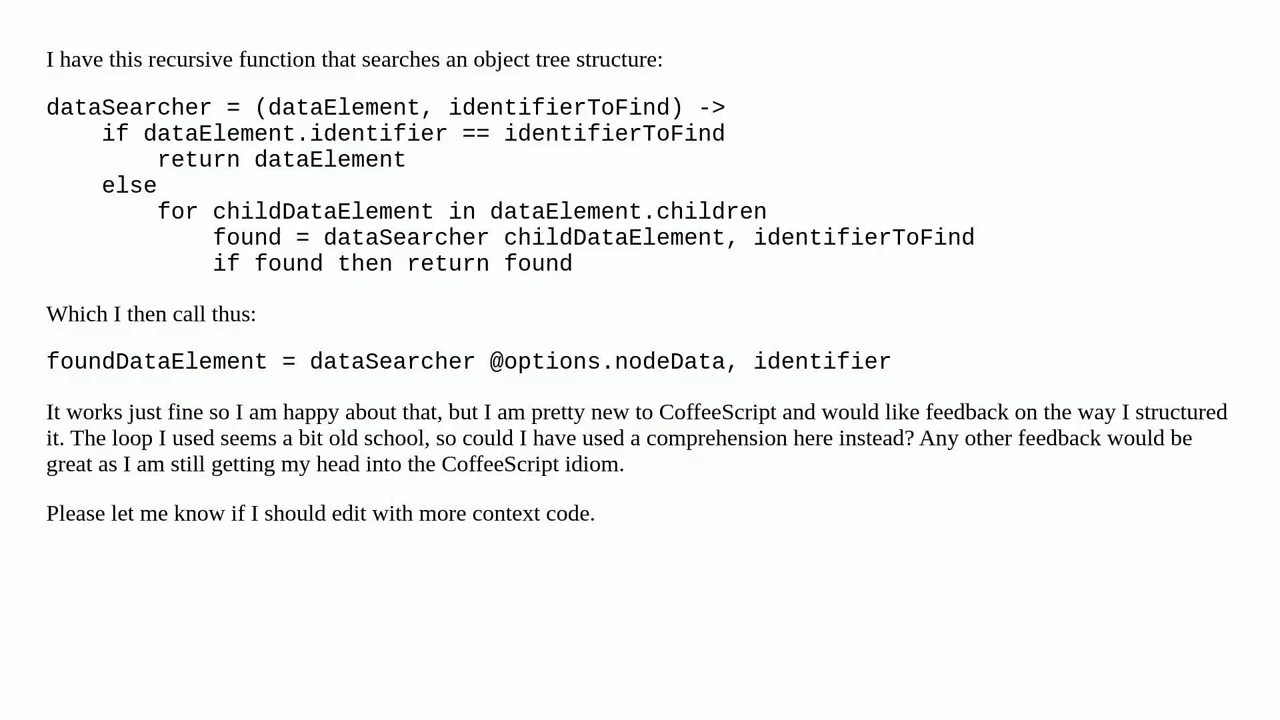 I have this recursive function that searches an object tree structure:
dataSearcher = (dataElement, identifierToFind) ->
    if dataElement.identifier == identifierToFind
        return dataElement
    else
        for childDataElement in dataElement.children
            found = dataSearcher childDataElement, identifierToFind
            if found then return found
Which I then call thus:
foundDataElement = dataSearcher @options.nodeData, identifier
It works just fine so I am happy about that, but I am pretty new to CoffeeScript and would like feedback on the way I structured
it. The loop I used seems a bit old school, so could I have used a comprehension here instead? Any other feedback would be
great as I am still getting my head into the CoffeeScript idiom.
Please let me know if I should edit with more context code.